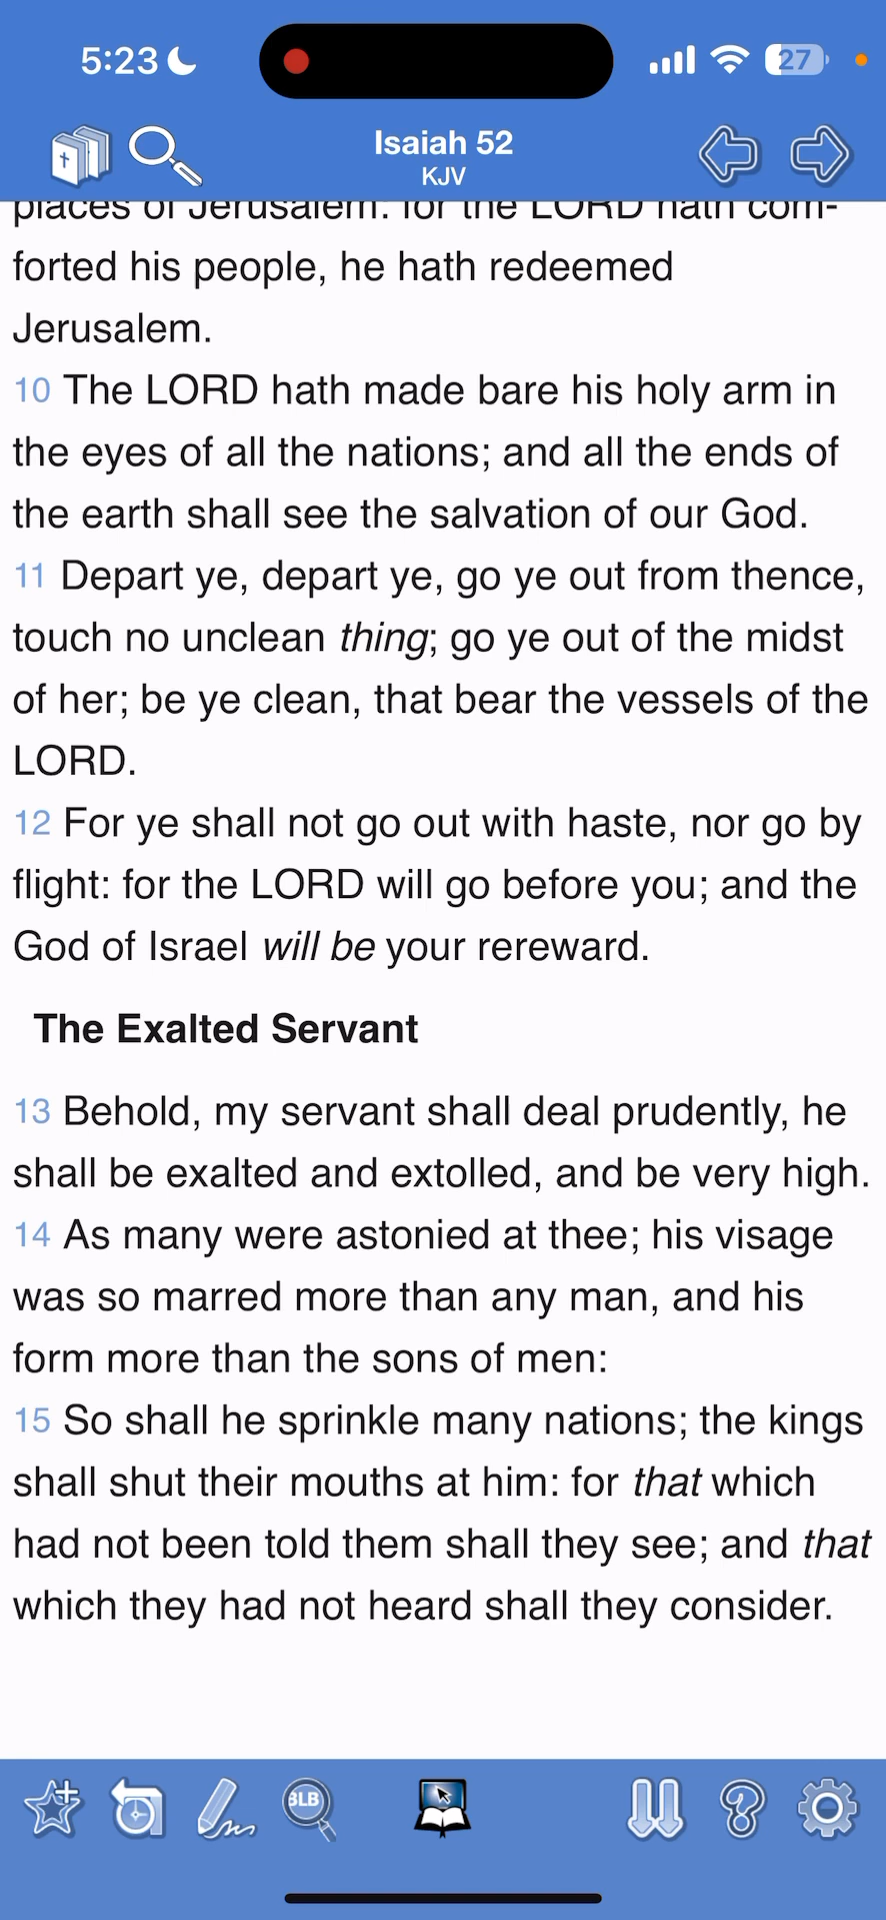 5:23
27
Isaiah 52
KJV
places of Jerusalem: for the LORD hath com-
forted his people, he hath redeemed
Jerusalem.
10 The LORD hath made bare his holy arm in
the eyes of all the nations; and all the ends of
the earth shall see the salvation of our God.
11 Depart ye, depart ye, go ye out from thence,
touch no unclean thing; go ye out of the midst
of her; be ye clean, that bear the vessels of the
LORD.
12 For ye shall not go out with haste, nor go by
flight: for the LORD will go before you; and the
God of Israel will be your rereward.
The Exalted Servant
13 Behold, my servant shall deal prudently, he
shall be exalted and extolled, and be very high.
14 As many were astonied at thee; his visage
was so marred more than any man, and his
form more than the sons of men:
15 So shall he sprinkle many nations; the kings
shall shut their mouths at him: for that which
had not been told them shall they see; and that
which they had not heard shall they consider.
BLB